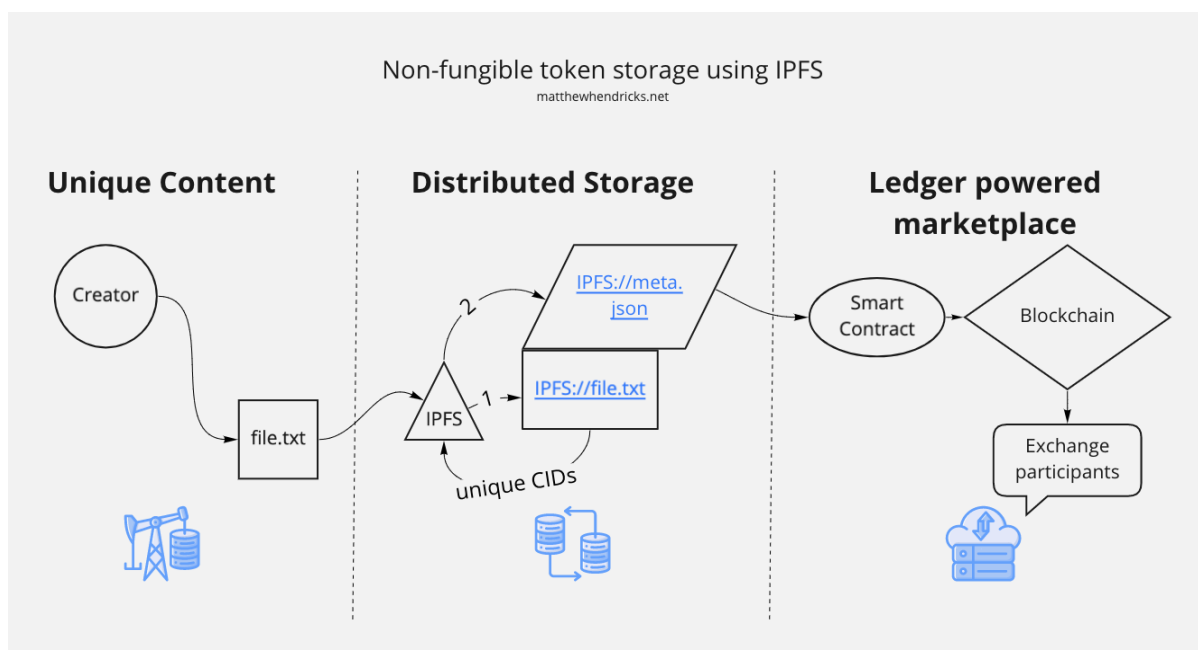 Non-fungible token storage using IPFS
matthewhendricks.net
Unique Content
Creator
file.txt
Distributed Storage
2
IPFS://meta.
json
IPFS
1
IPFS://file.txt
unique CIDs
Ledger powered
marketplace
Smart
Contract
Blockchain
Exchange
participants